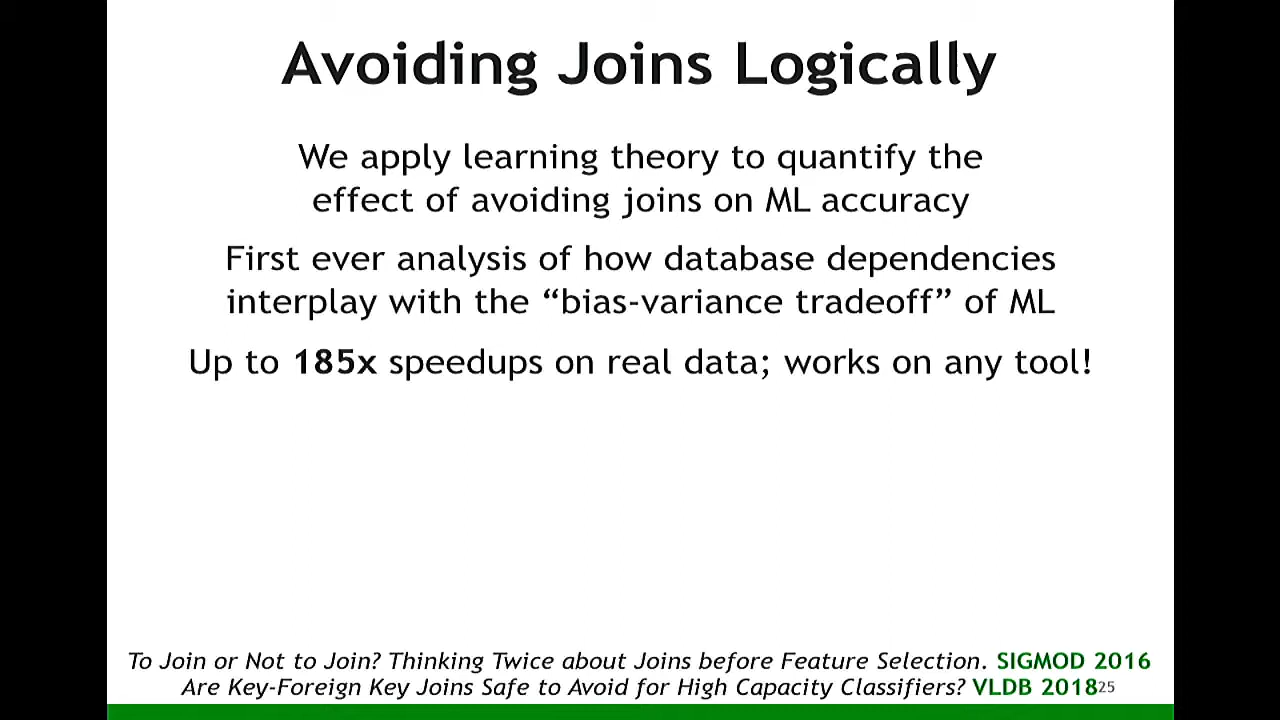 Avoiding Joins Logically
We apply learning theory to quantify the
effect of avoiding joins on ML accuracy
First ever analysis of how database dependencies
interplay with the “bias-variance tradeoff” of ML
Up to 185x speedups on real data; works on any tool!
To Join or Not to Join? Thinking Twice about Joins before Feature Selection. SIGMOD 2016
Are Key-Foreign Key Joins Safe to Avoid for High Capacity Classifiers? VLDB 2018 25